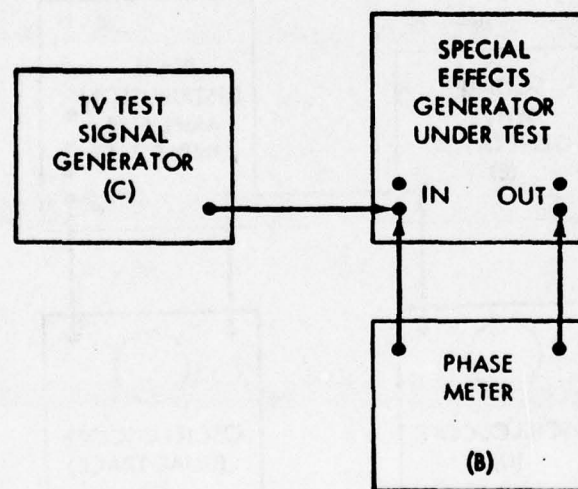 TV TEST
SIGNAL
GENERATOR
(C)
SPECIAL
EFFECTS
GENERATOR
UNDER TEST
IN OUT
PHASE
METER
(B)